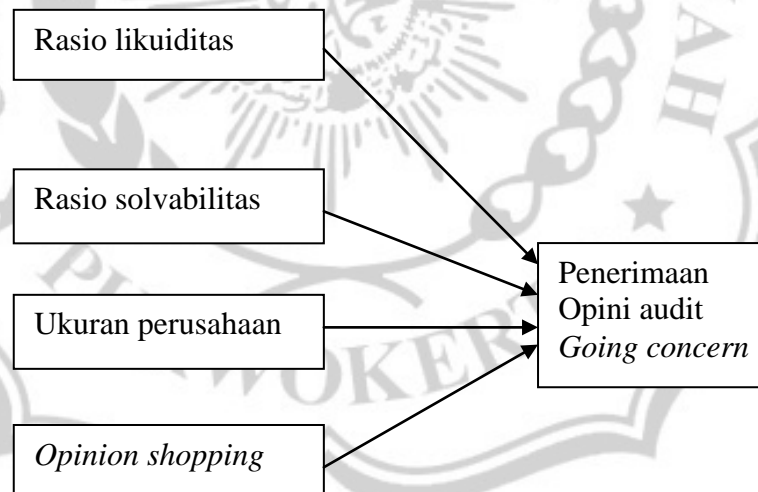 Rasio likuiditas
Rasio solvabilitas
Penerimaan
Opini audit
Going concern
Ukuran perusahaan
Opinion shopping